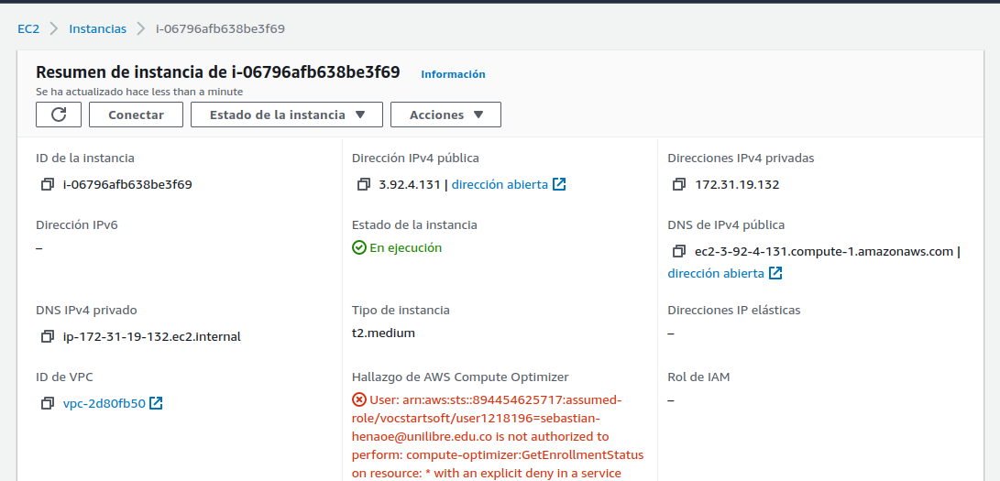 EC2 > Instancias > i-06796afb638be3f69
Resumen de instancia de i-06796afb638be3f69 Información
Se ha actualizado hace less than a minute
Conectar Estado de la instancia ▼ Acciones ▼
ID de la instancia
i-06796afb638be3f69
Dirección IPv4 pública
3.92.4.131 | dirección abierta
Direcciones IPv4 privadas
172.31.19.132
Dirección IPv6
–
Estado de la instancia
En ejecución
DNS de IPv4 pública
ec2-3-92-4-131.compute-1.amazonaws.com |
dirección abierta
DNS IPv4 privado
ip-172-31-19-132.ec2.internal
Tipo de instancia
t2.medium
Direcciones IP elásticas
–
ID de VPC
vpc-2d80fb50
Hallazgo de AWS Compute Optimizer
User: arn:aws:sts::894454625717:assumed-
role/vocstartsoft/user1218196=sebastian-
henaoe@unilibre.edu.co is not authorized to
perform: compute-optimizer:GetEnrollmentStatus
on resource: * with an explicit deny in a service
Rol de IAM
–